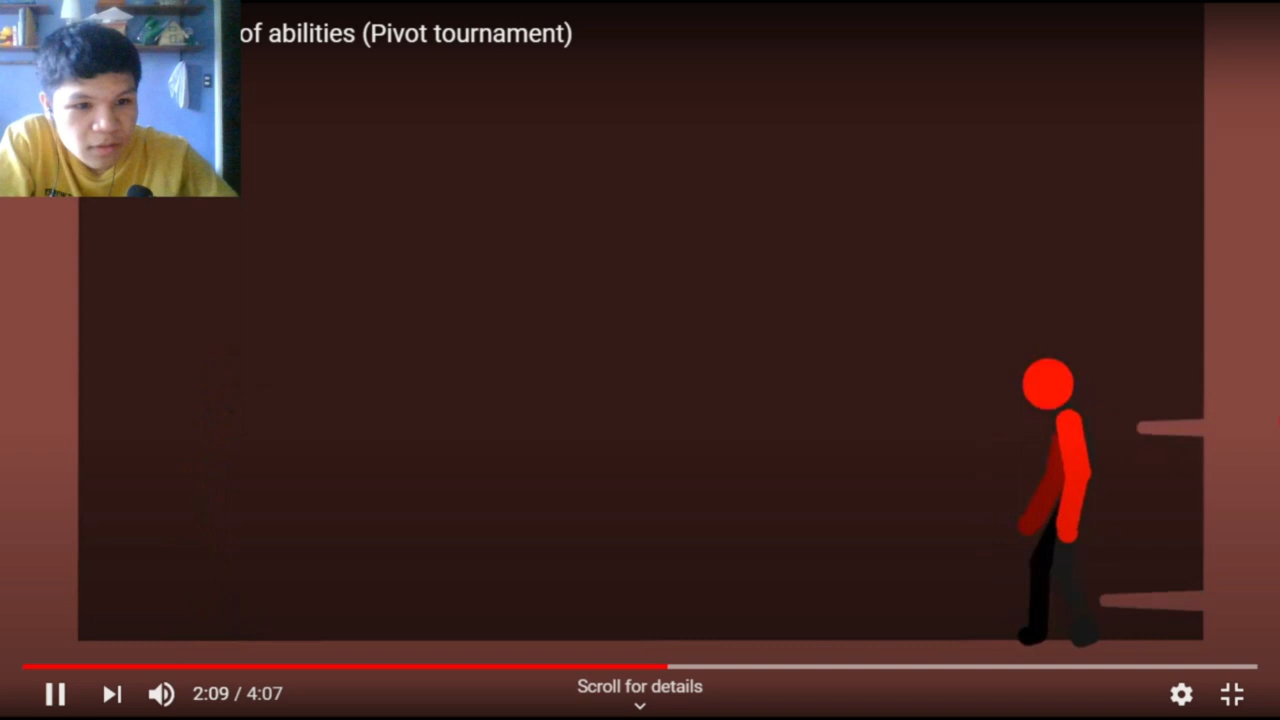 of abilities (Pivot tournament)
Scroll for details
2:09 / 4:07